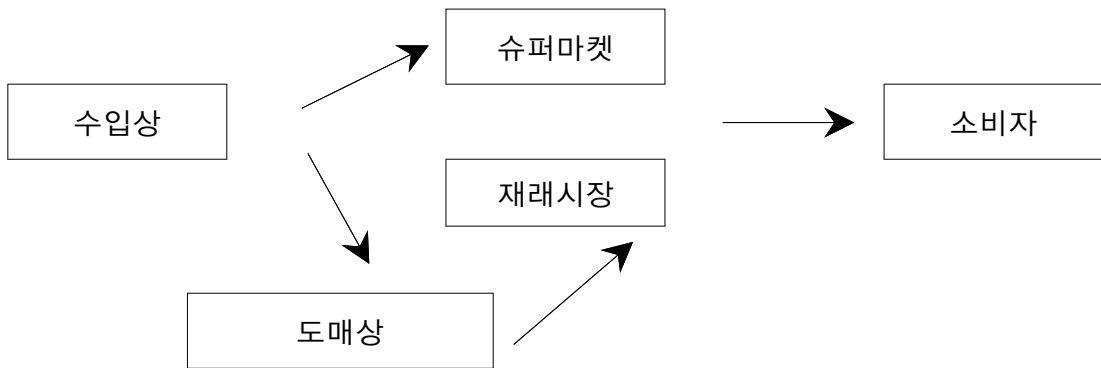 슈퍼마켓
수입상
소비자
재래시장
도매상